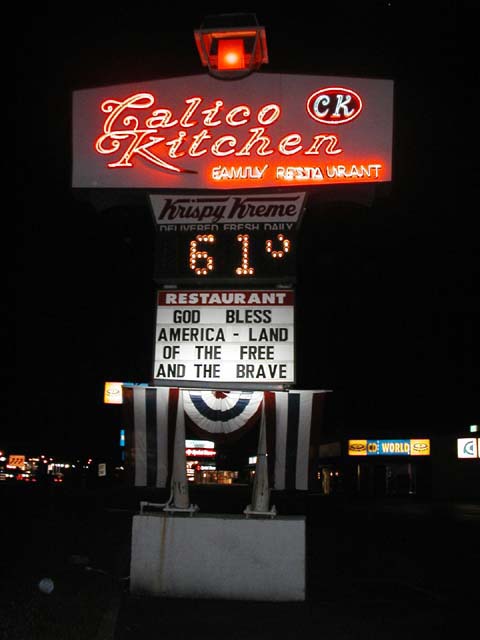 Calico
CK
Kitchen
FAMILY RESTAURANT
Krispy Kreme
DELIVERED FRESH DAILY
61°
RESTAURANT
GOD BLESS
AMERICA - LAND
OF THE FREE
AND THE BRAVE
CD WORLD